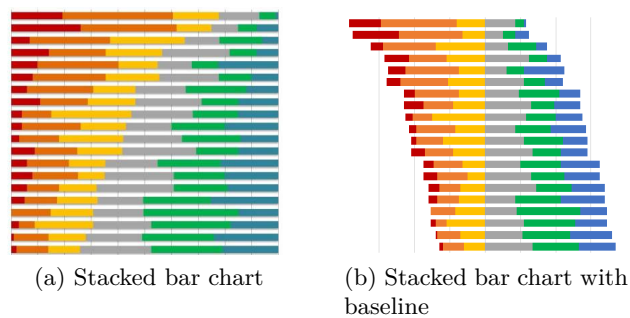 (a) Stacked bar chart
(b) Stacked bar chart with
baseline